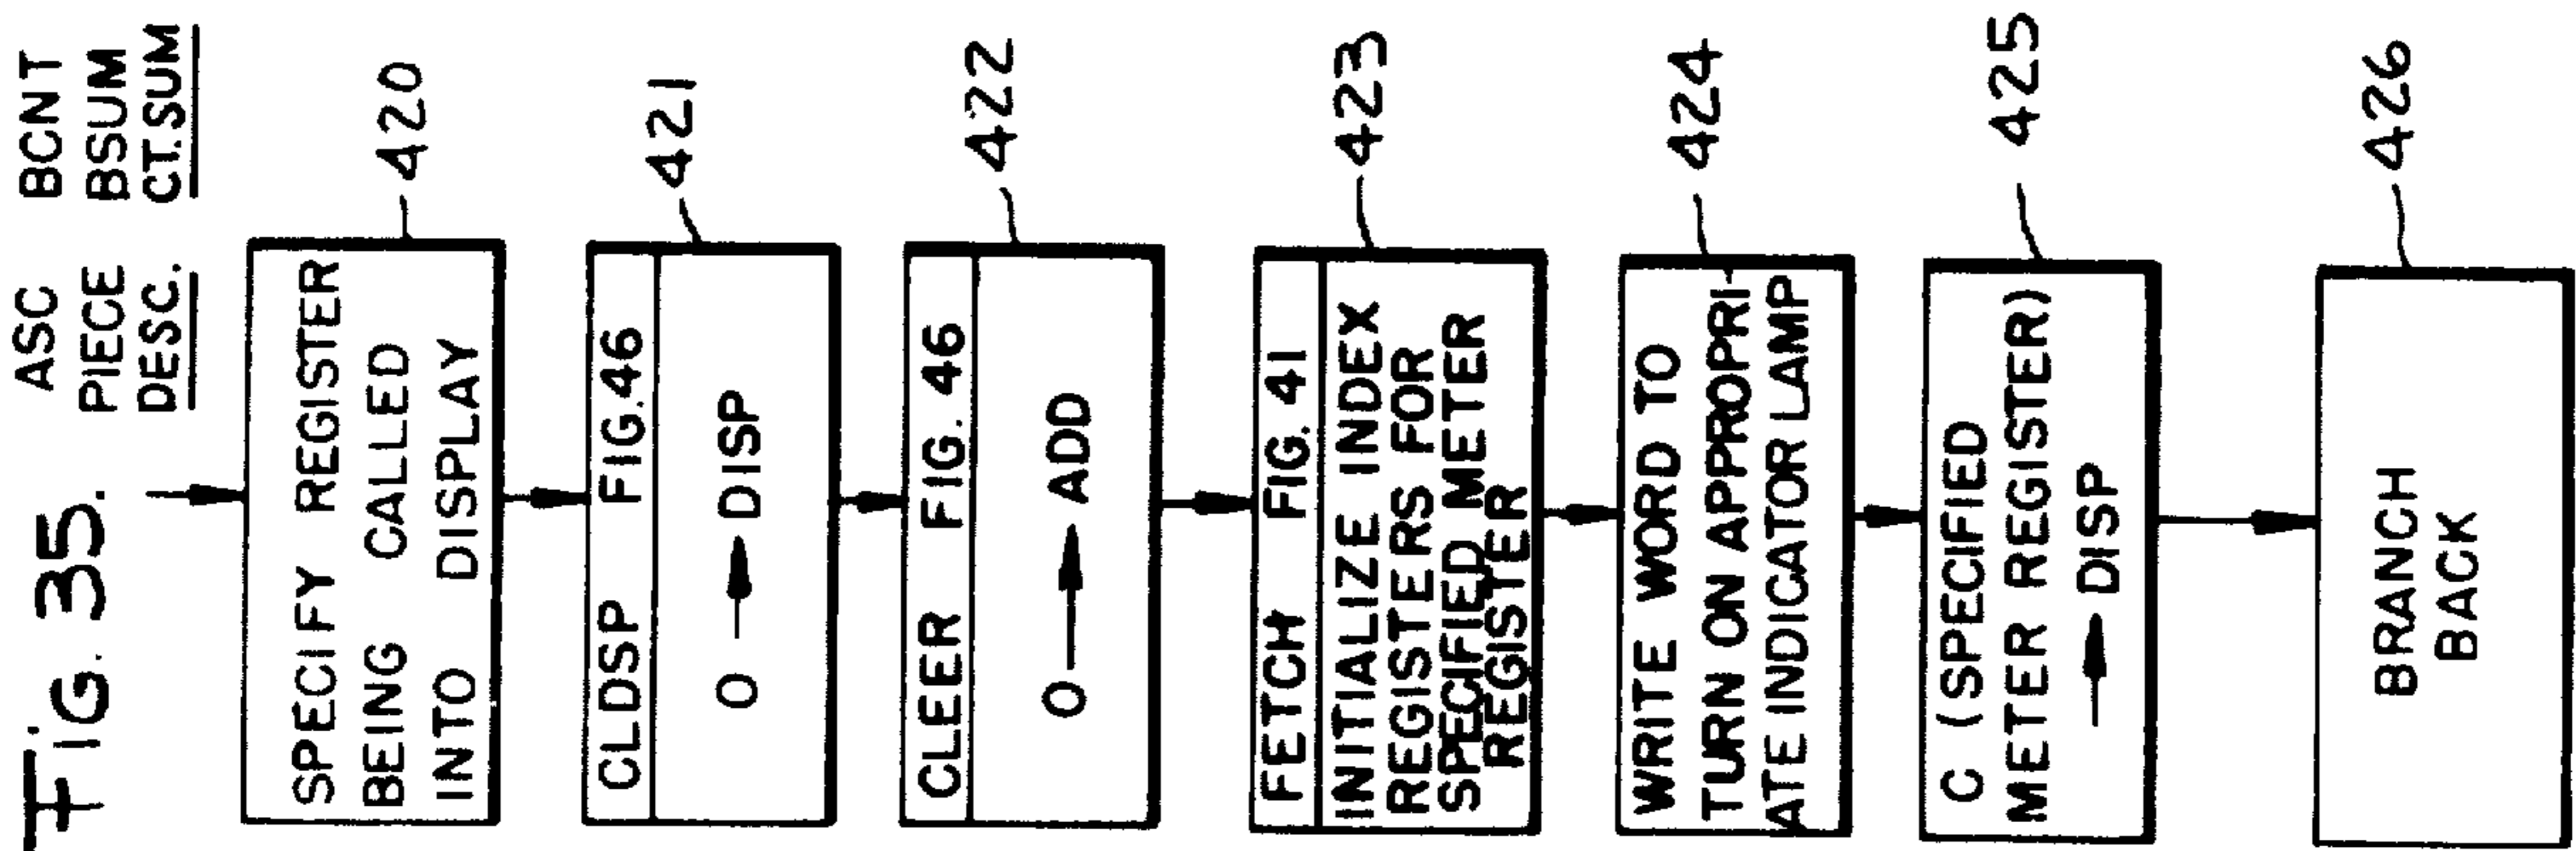 Fig. 35.
ASC BCNT
PIECE BSUM
DESC. CT.SUM
SPECIFY REGISTER
BEING CALLED
INTO DISPLAY
420
CLDSP FIG.46
O → DISP
421
CLEER FIG. 46
O → ADD
422
FETCH FIG. 41
INITIALIZE INDEX
REGISTERS FOR
SPECIFIED METER
REGISTER
423
WRITE WORD TO
TURN ON APPROPRI-
ATE INDICATOR LAMP
424
C (SPECIFIED
METER REGISTER)
→ DISP
425
BRANCH
BACK
426